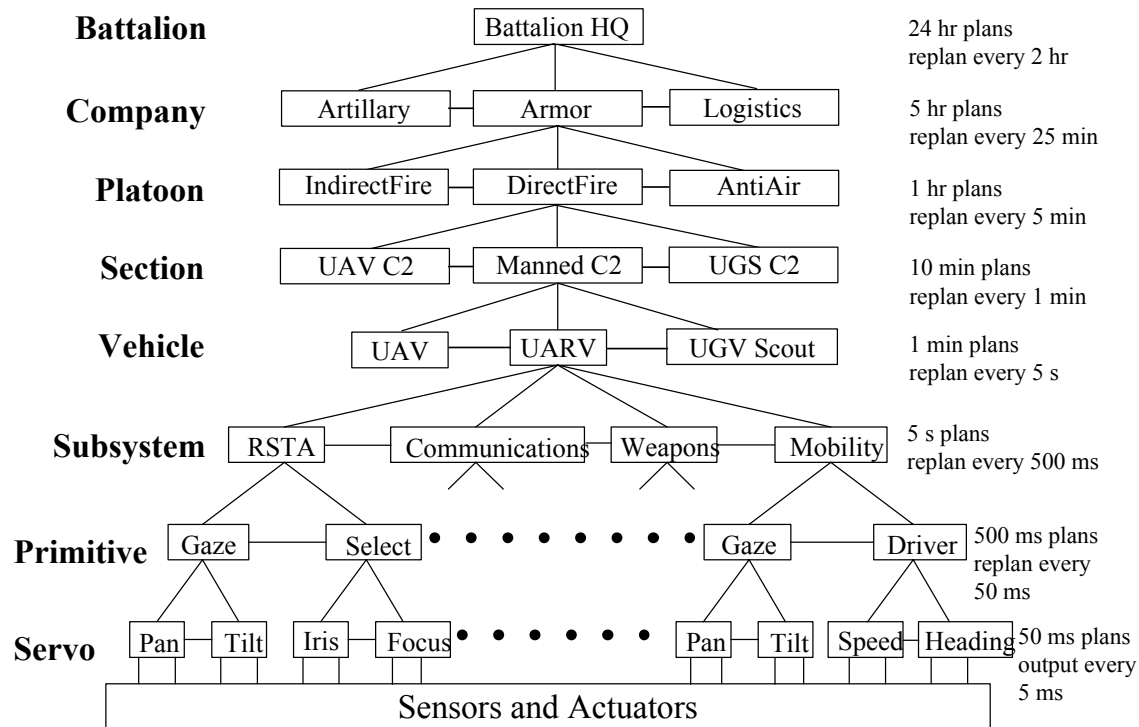 Battalion
Battalion HQ
24 hr plans
replan every 2 hr
Company
Artillary
Armor
Logistics
5 hr plans
replan every 25 min
Platoon
IndirectFire
DirectFire
AntiAir
1 hr plans
replan every 5 min
Section
UAV C2
Manned C2
UGS C2
10 min plans
replan every 1 min
Vehicle
UAV
UARV
UGV Scout
1 min plans
replan every 5 s
Subsystem
RSTA
Communications
Weapons
Mobility
5 s plans
replan every 500 ms
Primitive
Gaze
Select
Gaze
Driver
500 ms plans
replan every
50 ms
Servo
Pan
Tilt
Iris
Focus
Pan
Tilt
Speed
Heading
50 ms plans
output every
5 ms
Sensors and Actuators